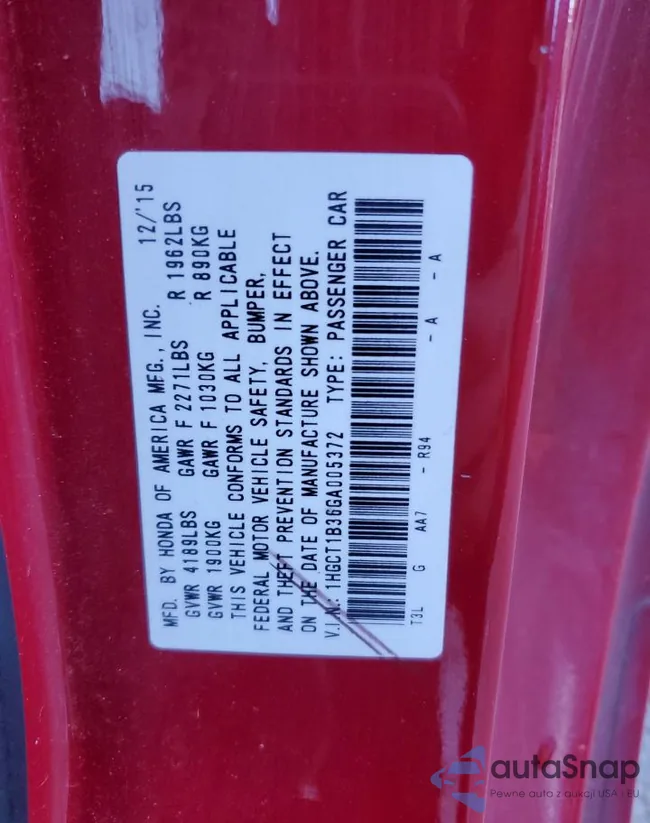 MFD. BY HONDA OF AMERICA MFG., INC. 12/'15
GVWR 4189LBS GAWR F 2271LBS R 1962LBS
GVWR 1900KG GAWR F 1030KG R 890KG
THIS VEHICLE CONFORMS TO ALL APPLICABLE
FEDERAL MOTOR VEHICLE SAFETY, BUMPER,
AND THEFT PREVENTION STANDARDS IN EFFECT
ON THE DATE OF MANUFACTURE SHOWN ABOVE.
V.I.N: 1HGCT1B36GA005372 TYPE: PASSENGER CAR
T3L G AA7 - R94 - A - A
autaSnap
Pewne auta z aukcji USA i EU